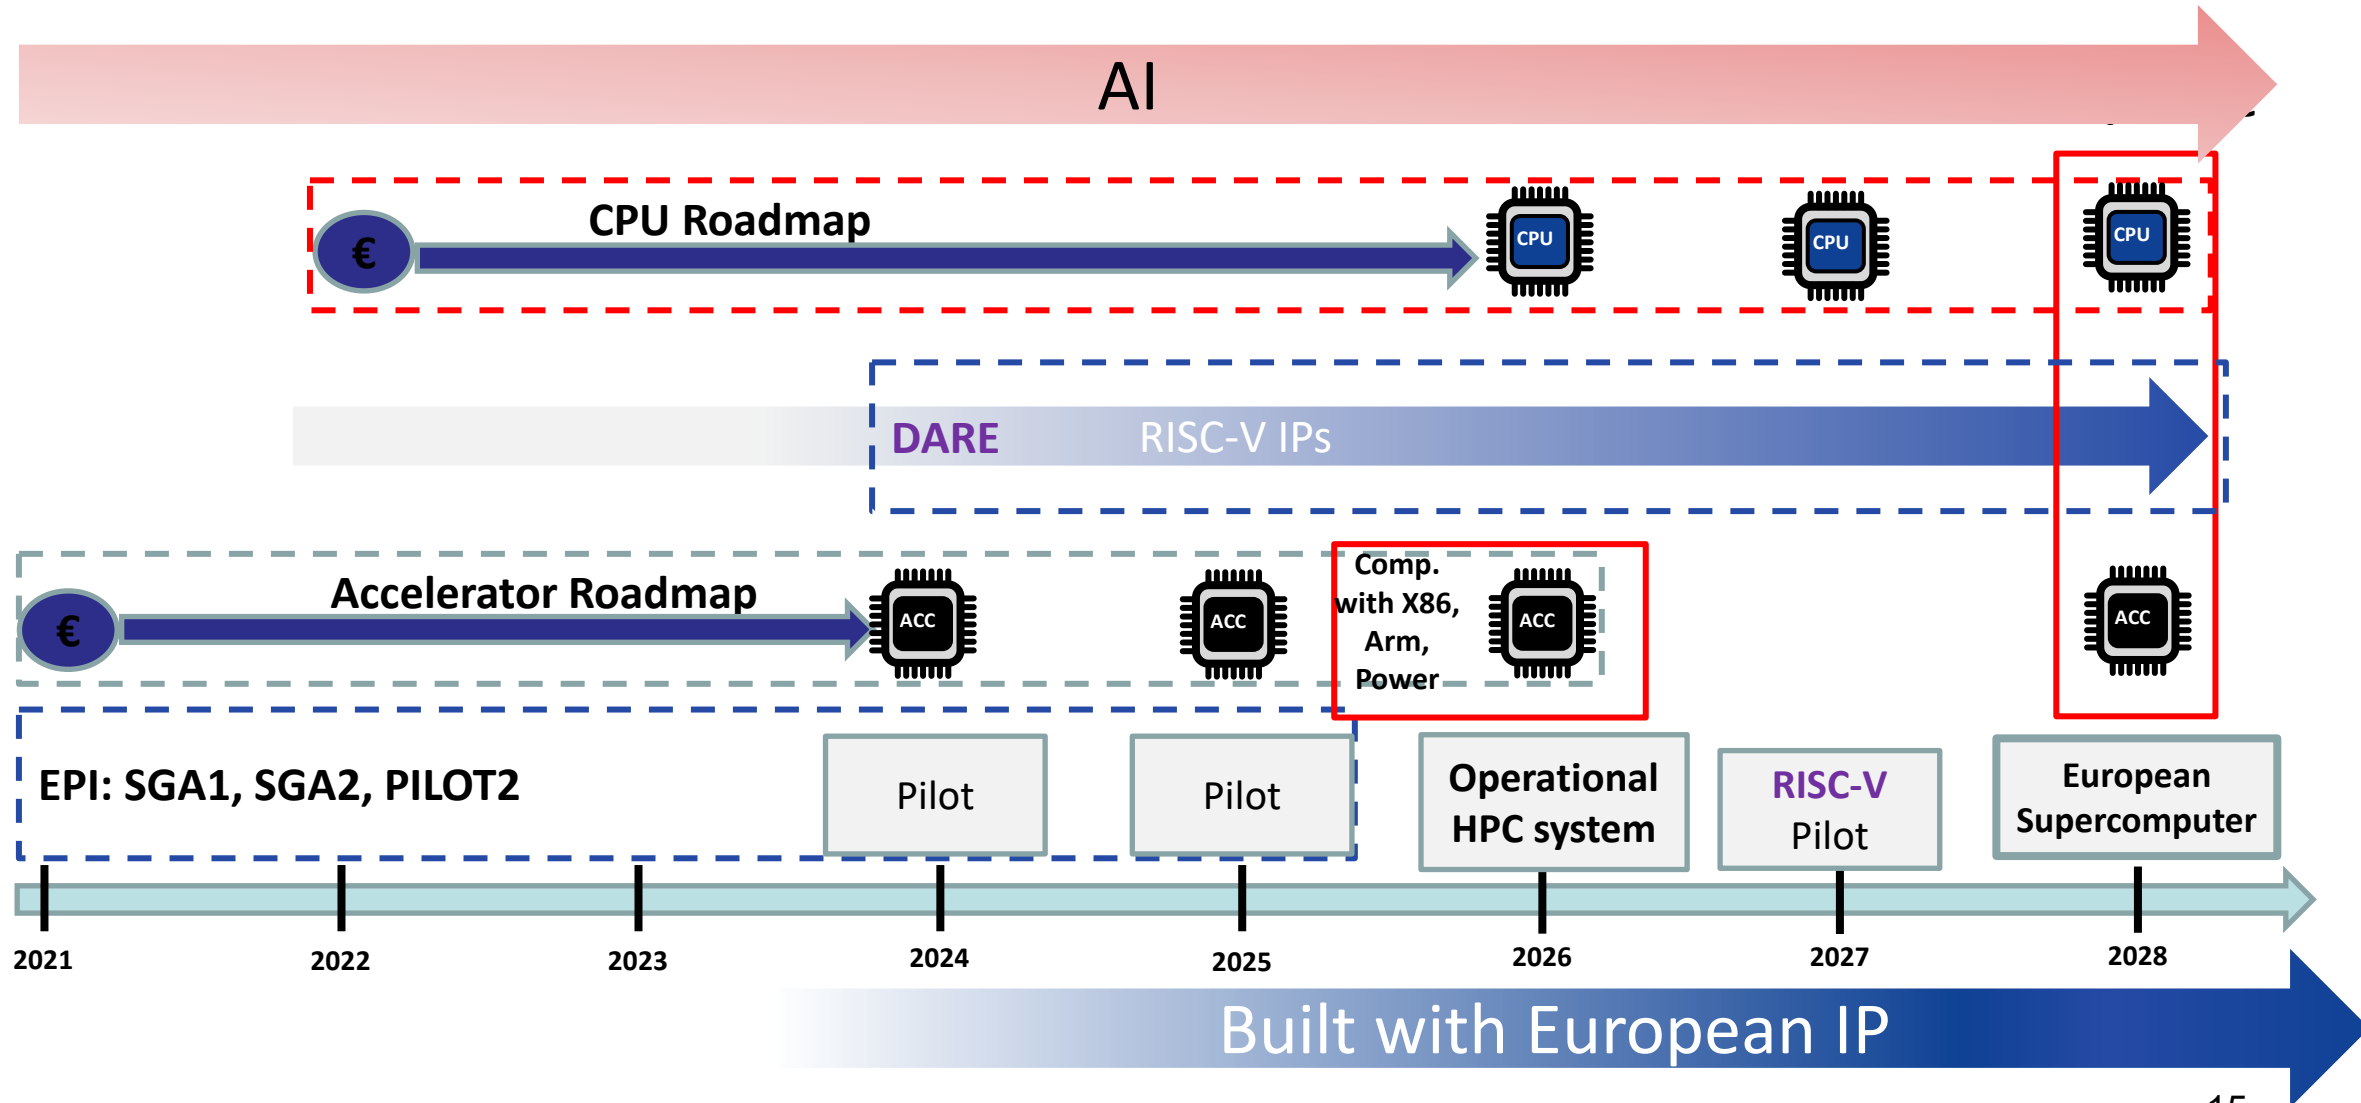 AI
CPU Roadmap
€
CPU
CPU
CPU
DARE
RISC-V IPs
Accelerator Roadmap
€
ACC
ACC
Comp.
with X86,
Arm,
Power
ACC
ACC
EPI: SGA1, SGA2, PILOT2
Pilot
Pilot
Operational
HPC system
RISC-V
Pilot
European
Supercomputer
2021
2022
2023
2024
2025
2026
2027
2028
Built with European IP